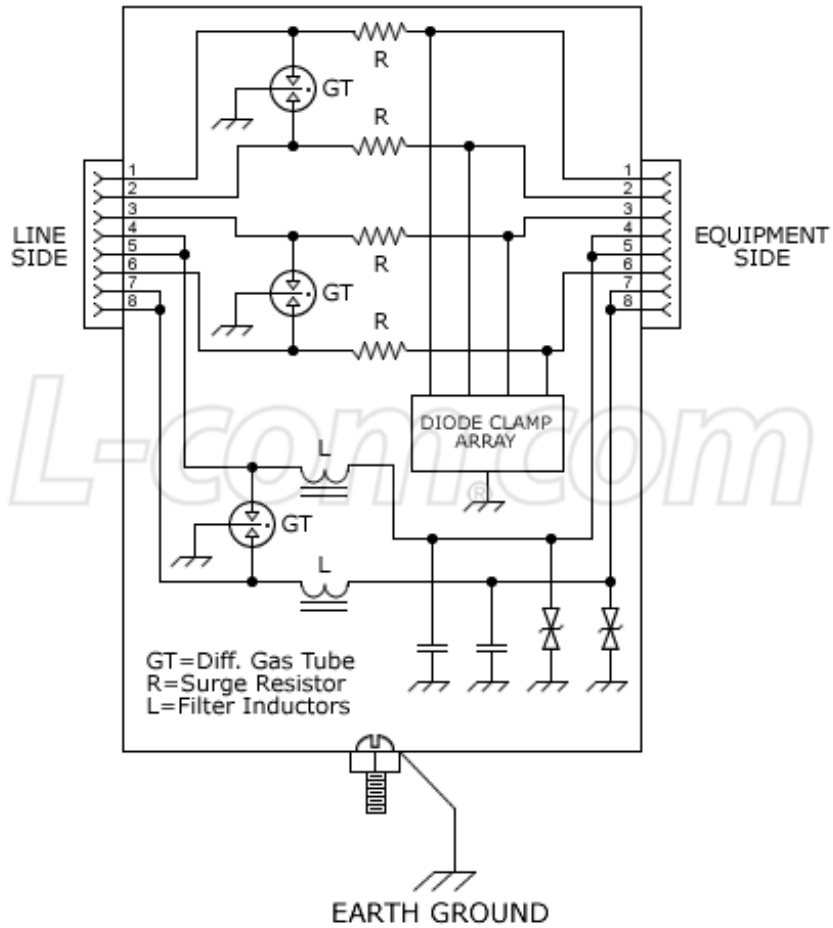 R
GT
R
1
2
3
4
5
6
7
8
LINE
SIDE
R
GT
R
1
2
3
4
5
6
7
8
EQUIPMENT
SIDE
L-com.com
®
DIODE CLAMP
ARRAY
L
GT
L
GT=Diff. Gas Tube
R=Surge Resistor
L=Filter Inductors
EARTH GROUND